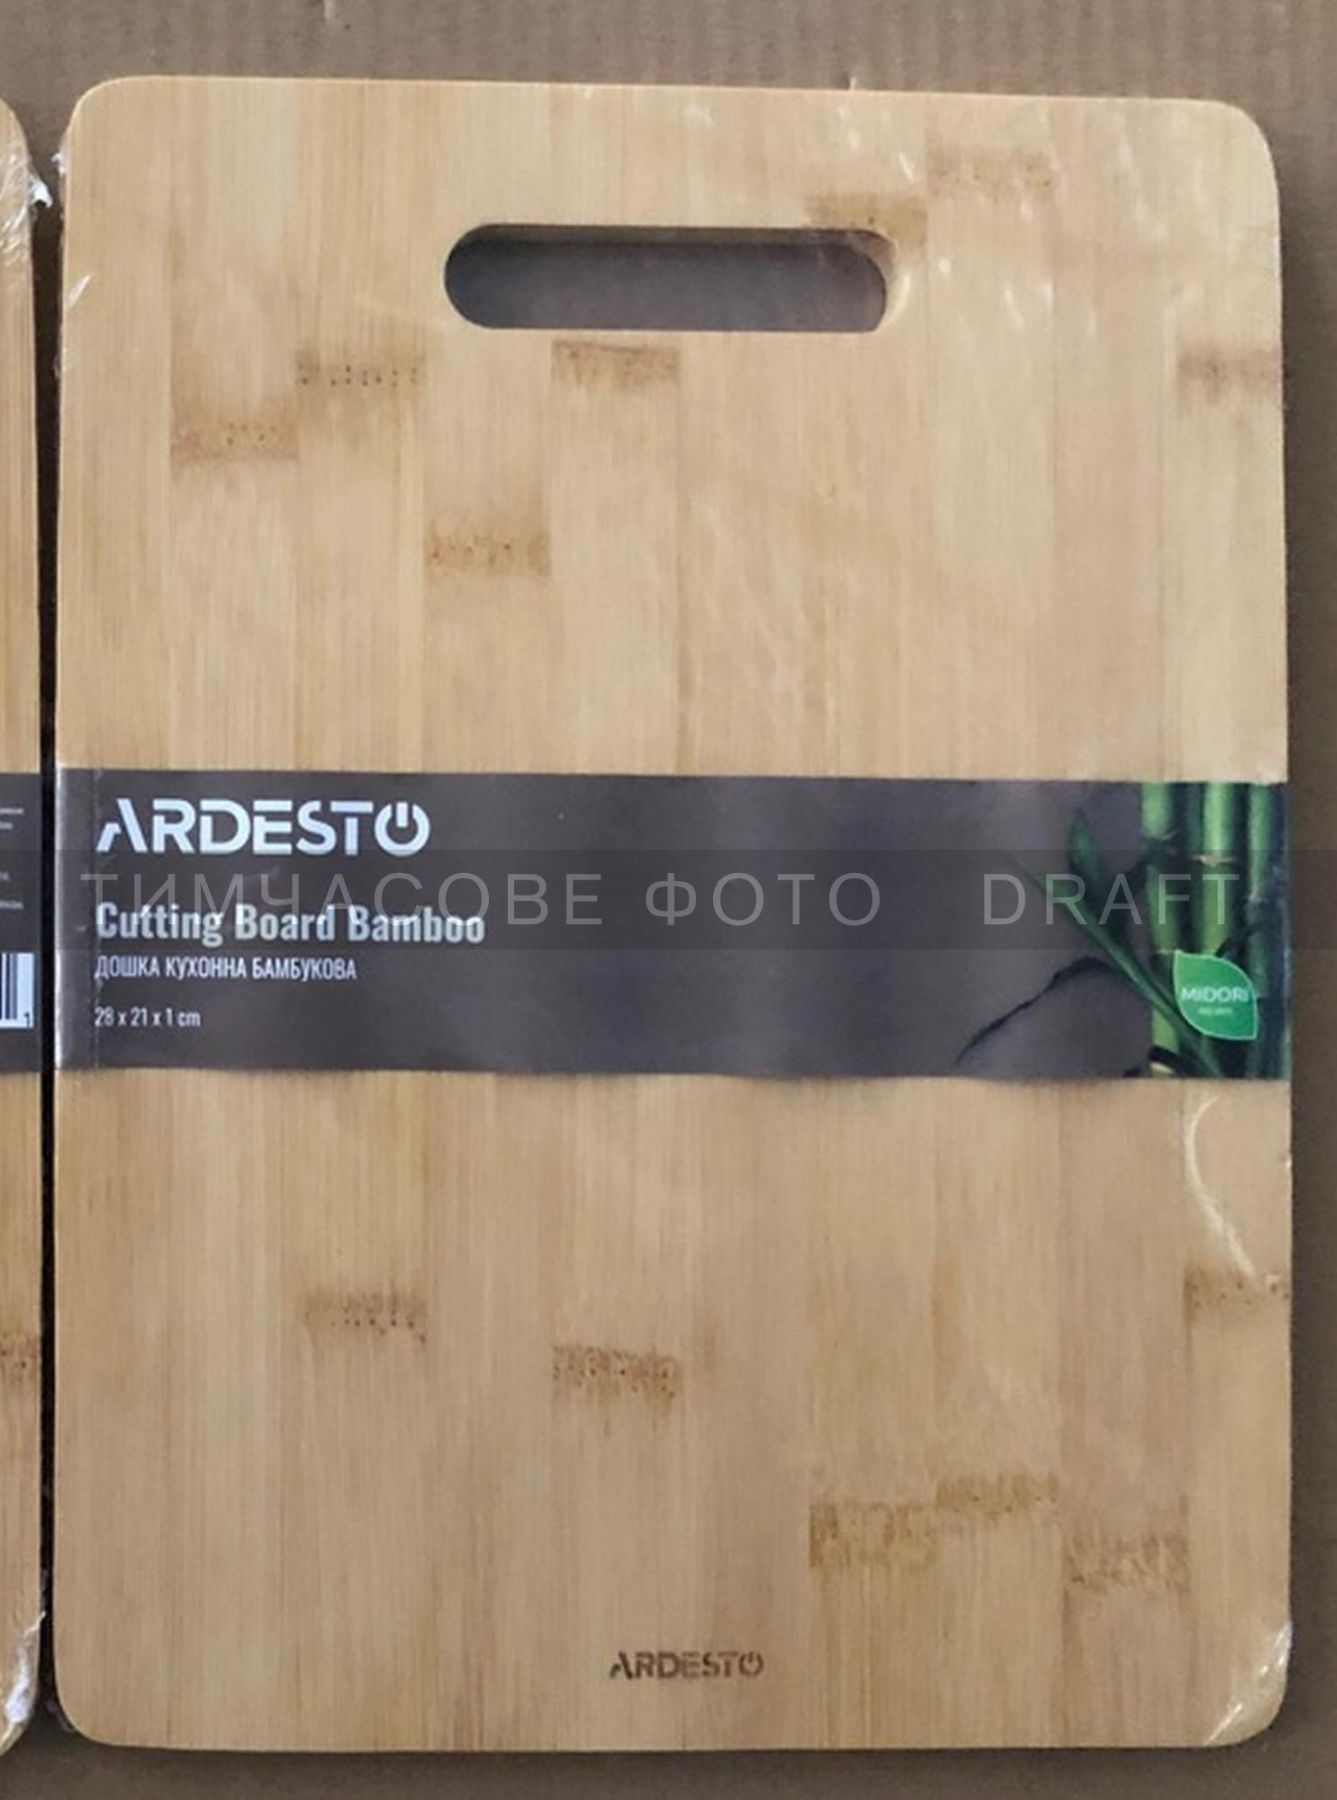 ARDESTO
ТИМЧАСОВЕ ФОТО DRAFT
Cutting Board Bamboo
ДОШКА КУХОННА БАМБУКОВА
28 x 21 x 1 cm
MIDORI
ARDESTO